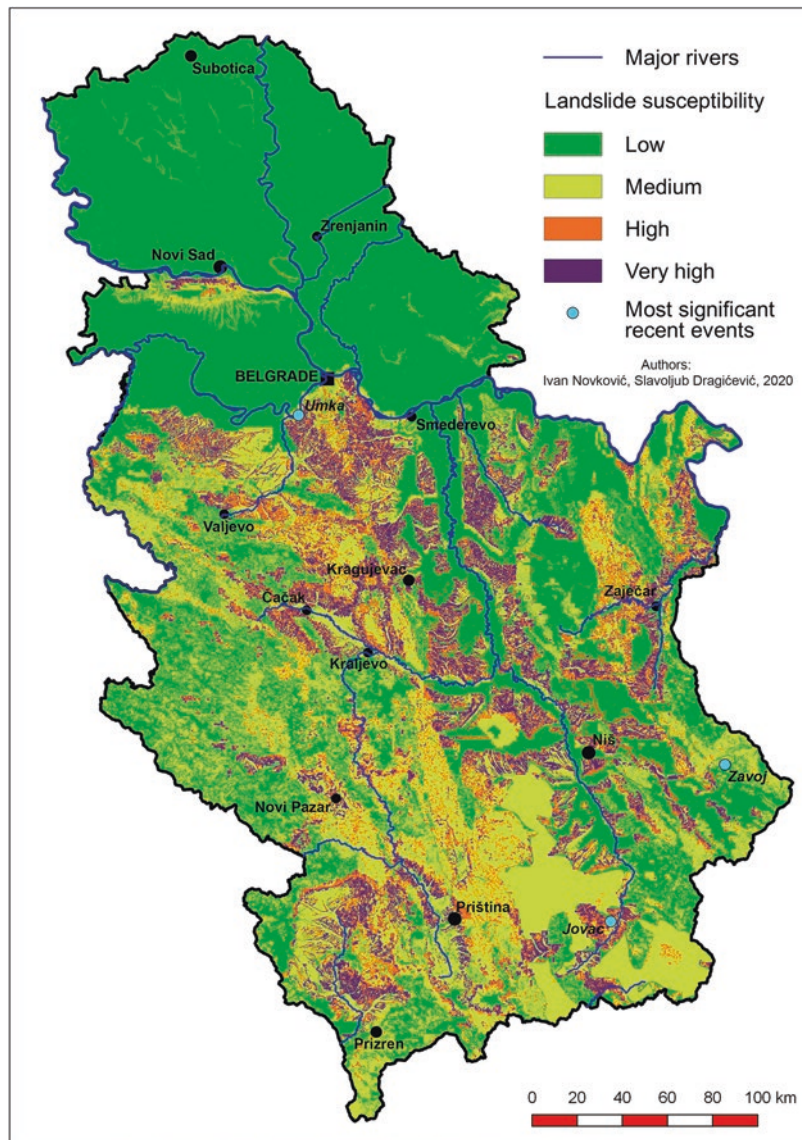 Major rivers
Landslide susceptibility
Low
Medium
High
Very high
Most significant
recent events
Authors:
Ivan Novković, Slavoljub Dragićević, 2020
Subotica
Zrenjanin
Novi Sad
BELGRADE
Umka
Smederevo
Valjevo
Kragujevac
Čačak
Zaječar
Kraljevo
Niš
Zavoj
Novi Pazar
Priština
Jovac
Prizren
0 20 40 60 80 100 km